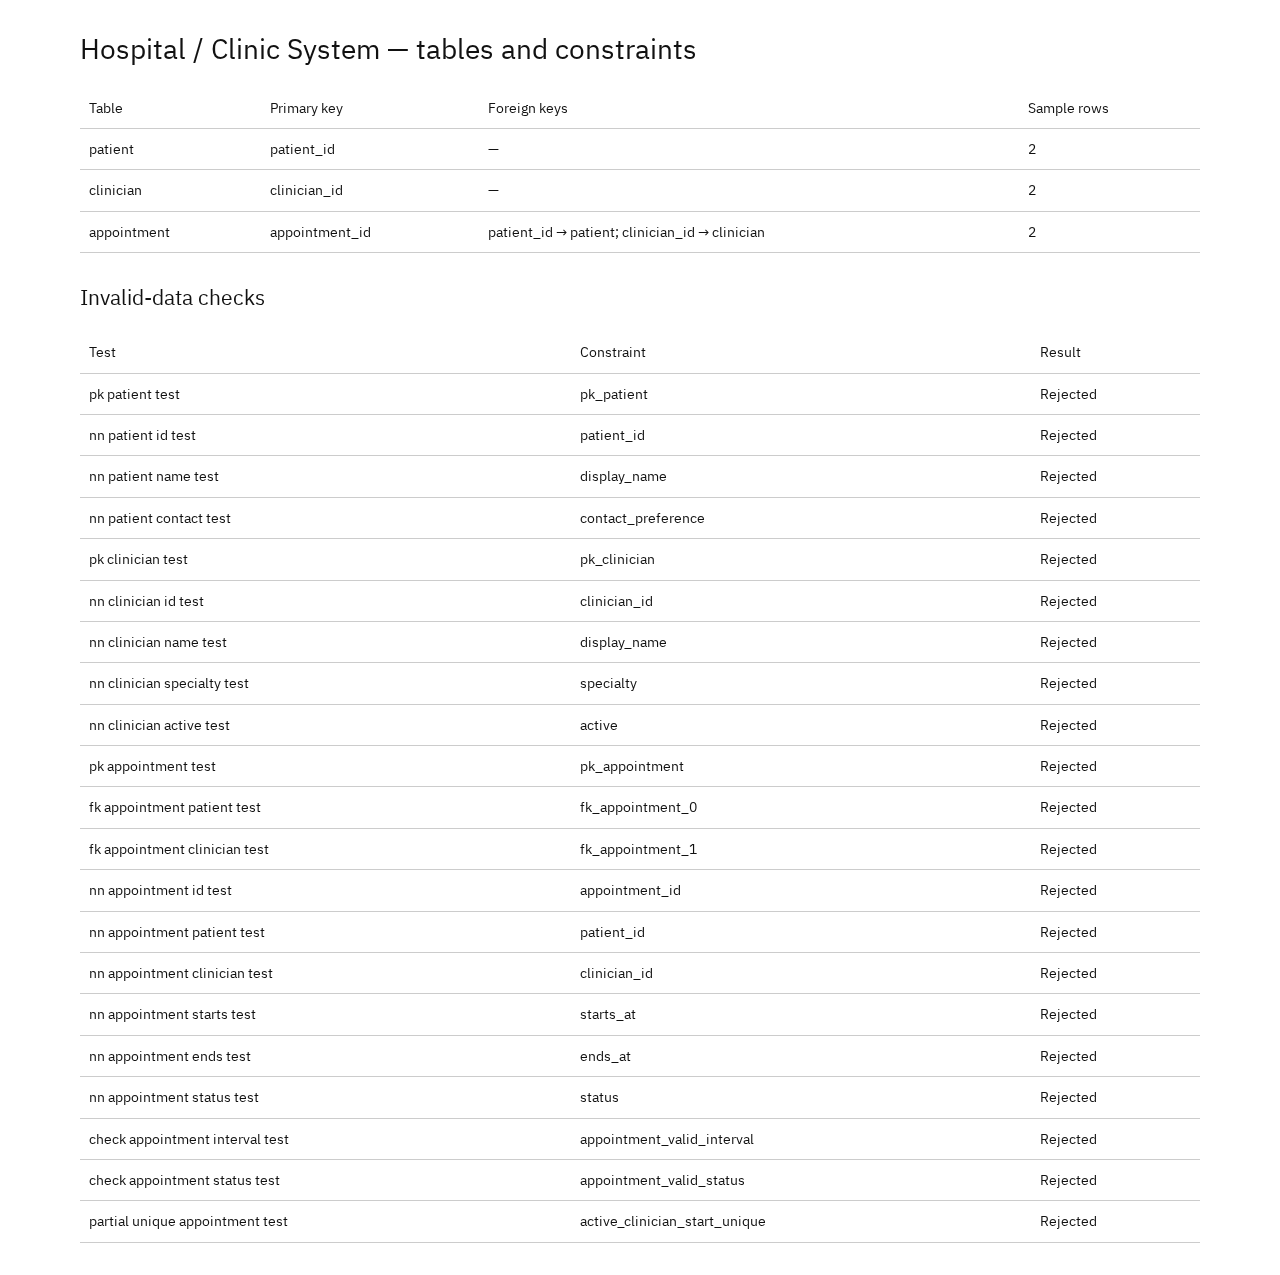 Hospital / Clinic System — tables and constraints
Table Primary key Foreign keys Sample rows
patient patient_id — 2
clinician clinician_id — 2
appointment appointment_id patient_id → patient; clinician_id → clinician 2
Invalid-data checks
Test Constraint Result
pk patient test pk_patient Rejected
nn patient id test patient_id Rejected
nn patient name test display_name Rejected
nn patient contact test contact_preference Rejected
pk clinician test pk_clinician Rejected
nn clinician id test clinician_id Rejected
nn clinician name test display_name Rejected
nn clinician specialty test specialty Rejected
nn clinician active test active Rejected
pk appointment test pk_appointment Rejected
fk appointment patient test fk_appointment_0 Rejected
fk appointment clinician test fk_appointment_1 Rejected
nn appointment id test appointment_id Rejected
nn appointment patient test patient_id Rejected
nn appointment clinician test clinician_id Rejected
nn appointment starts test starts_at Rejected
nn appointment ends test ends_at Rejected
nn appointment status test status Rejected
check appointment interval test appointment_valid_interval Rejected
check appointment status test appointment_valid_status Rejected
partial unique appointment test active_clinician_start_unique Rejected